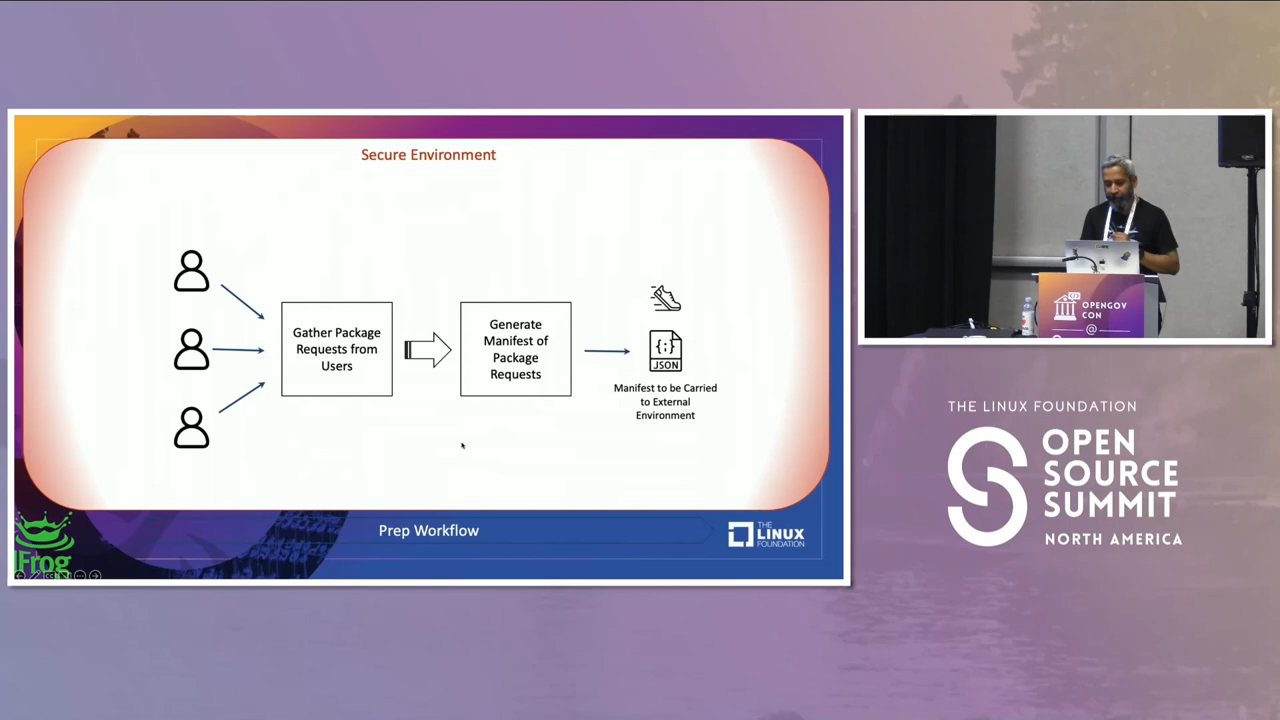 Secure Environment
Gather Package
Requests from
Users
Generate
Manifest of
Package
Requests
{;}
JSON
Manifest to be Carried
to External
Environment
Prep Workflow
THE
LINUX
FOUNDATION
JFrog
OPENGOV
CON
@
THE LINUX FOUNDATION
OPEN
SOURCE
SUMMIT
NORTH AMERICA